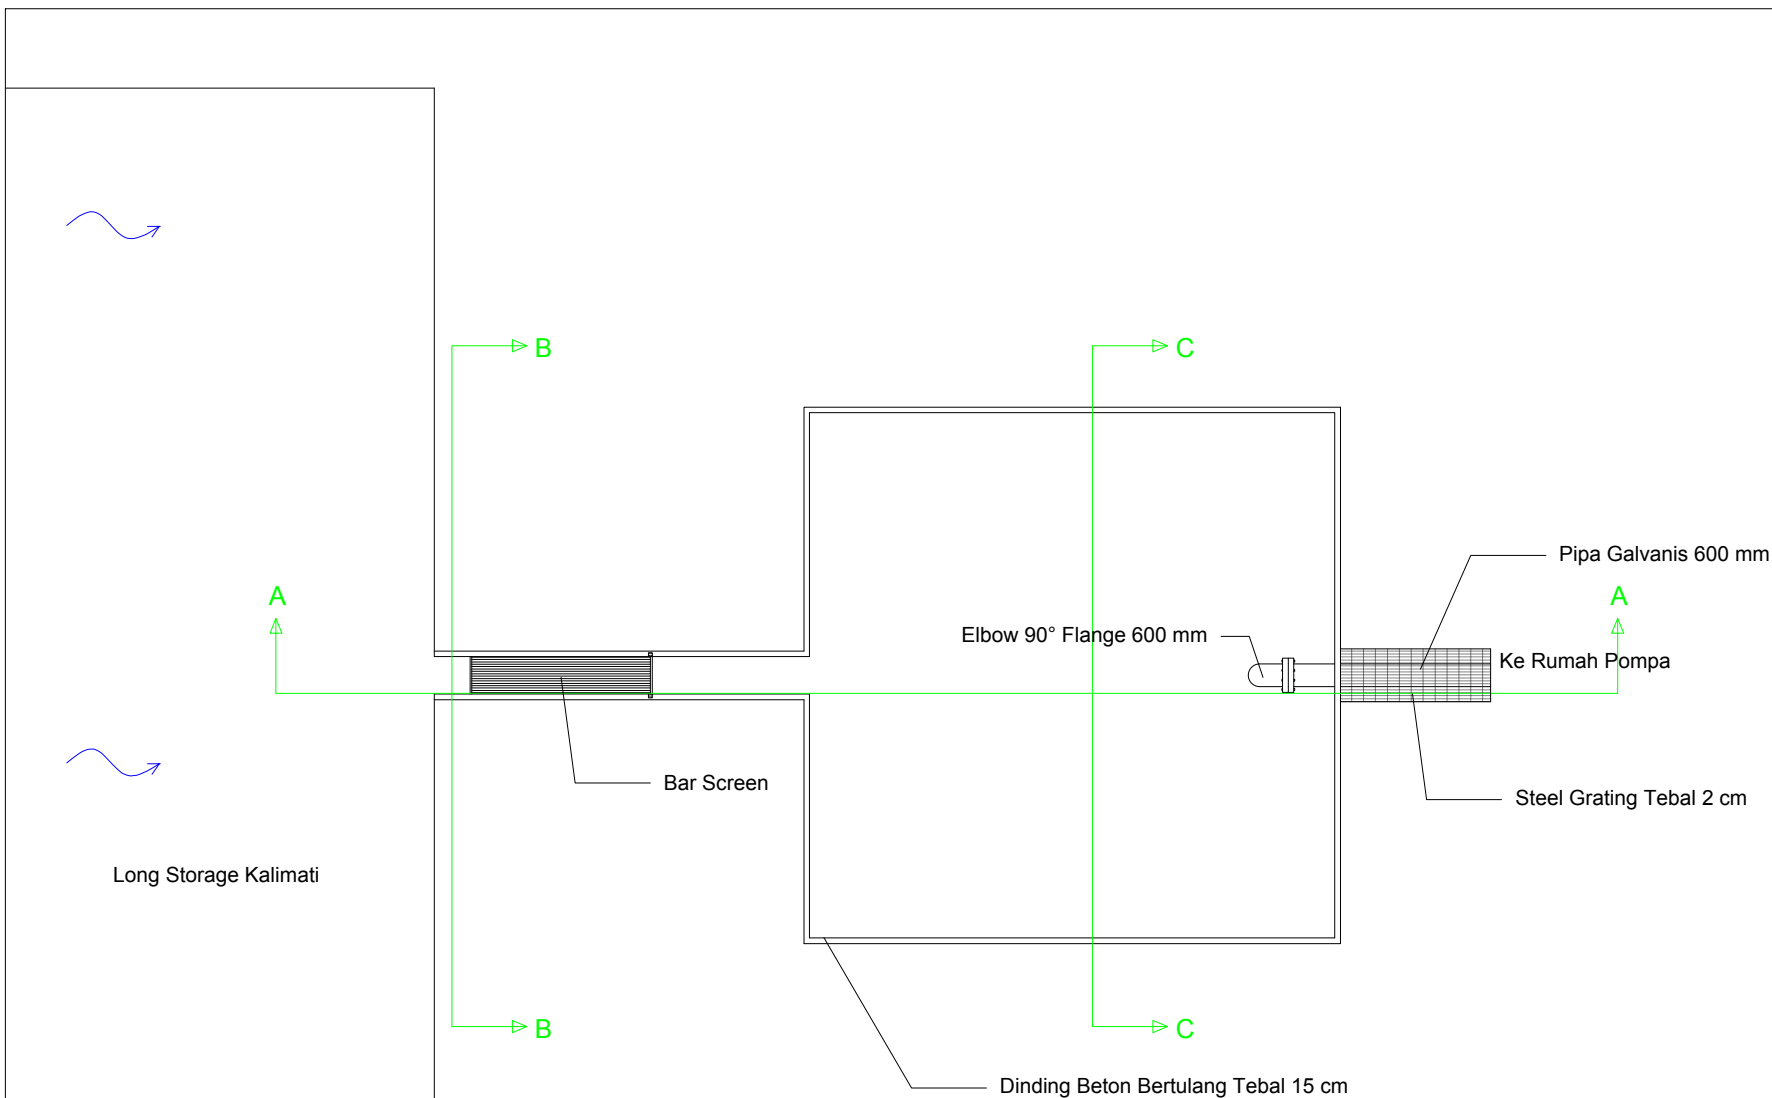 B
C
Pipa Galvanis 600 mm
A
A
Elbow 90° Flange 600 mm
Ke Rumah Pompa
Bar Screen
Steel Grating Tebal 2 cm
Long Storage Kalimati
B
C
Dinding Beton Bertulang Tebal 15 cm